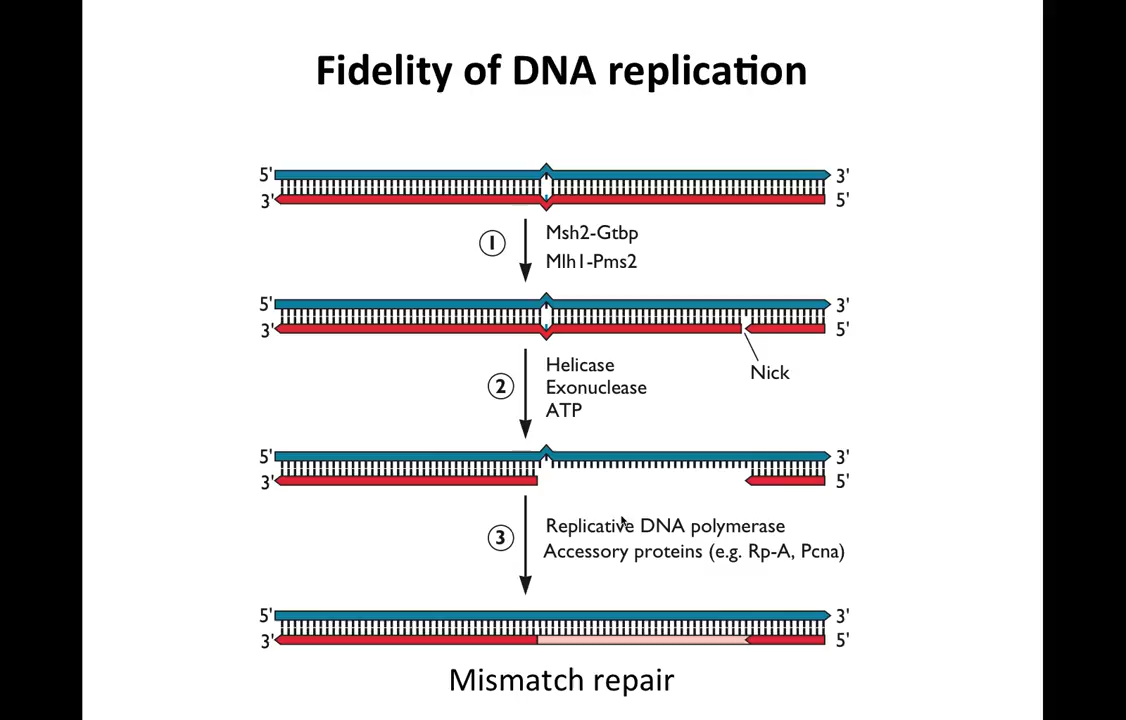 Fidelity of DNA replication
5' 3'
3' 5'
1 Msh2-Gtbp
Mlh1-Pms2
5' 3'
3' 5'
Nick
2 Helicase
Exonuclease
ATP
5' 3'
3' 5'
3 Replicative DNA polymerase
Accessory proteins (e.g. Rp-A, Pcna)
5' 3'
3' 5'
Mismatch repair